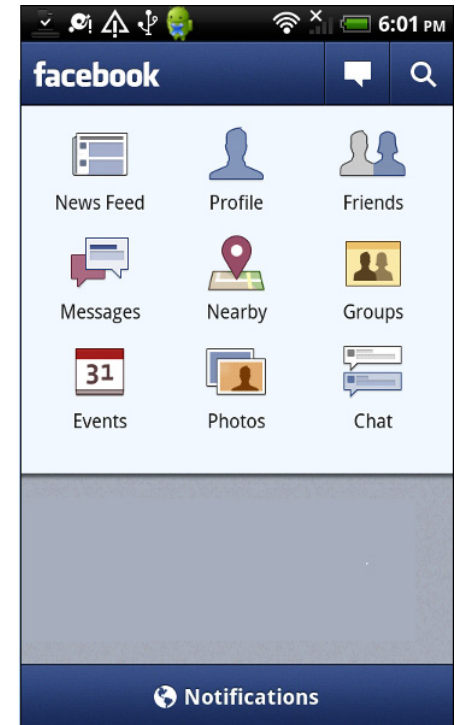 6:01 PM
facebook
News Feed Profile Friends
Messages Nearby Groups
31
Events Photos Chat
Notifications